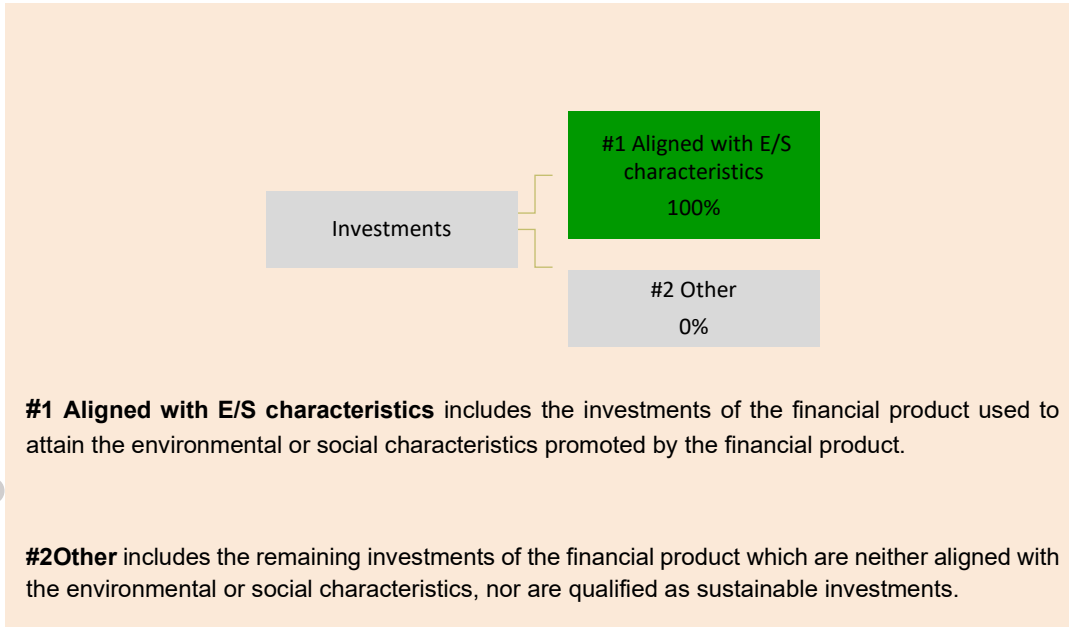 #1 Aligned with E/S
characteristics
100%
Investments
#2 Other
0%
#1 Aligned with E/S characteristics includes the investments of the financial product used to
attain the environmental or social characteristics promoted by the financial product.
#2Other includes the remaining investments of the financial product which are neither aligned with
the environmental or social characteristics, nor are qualified as sustainable investments.